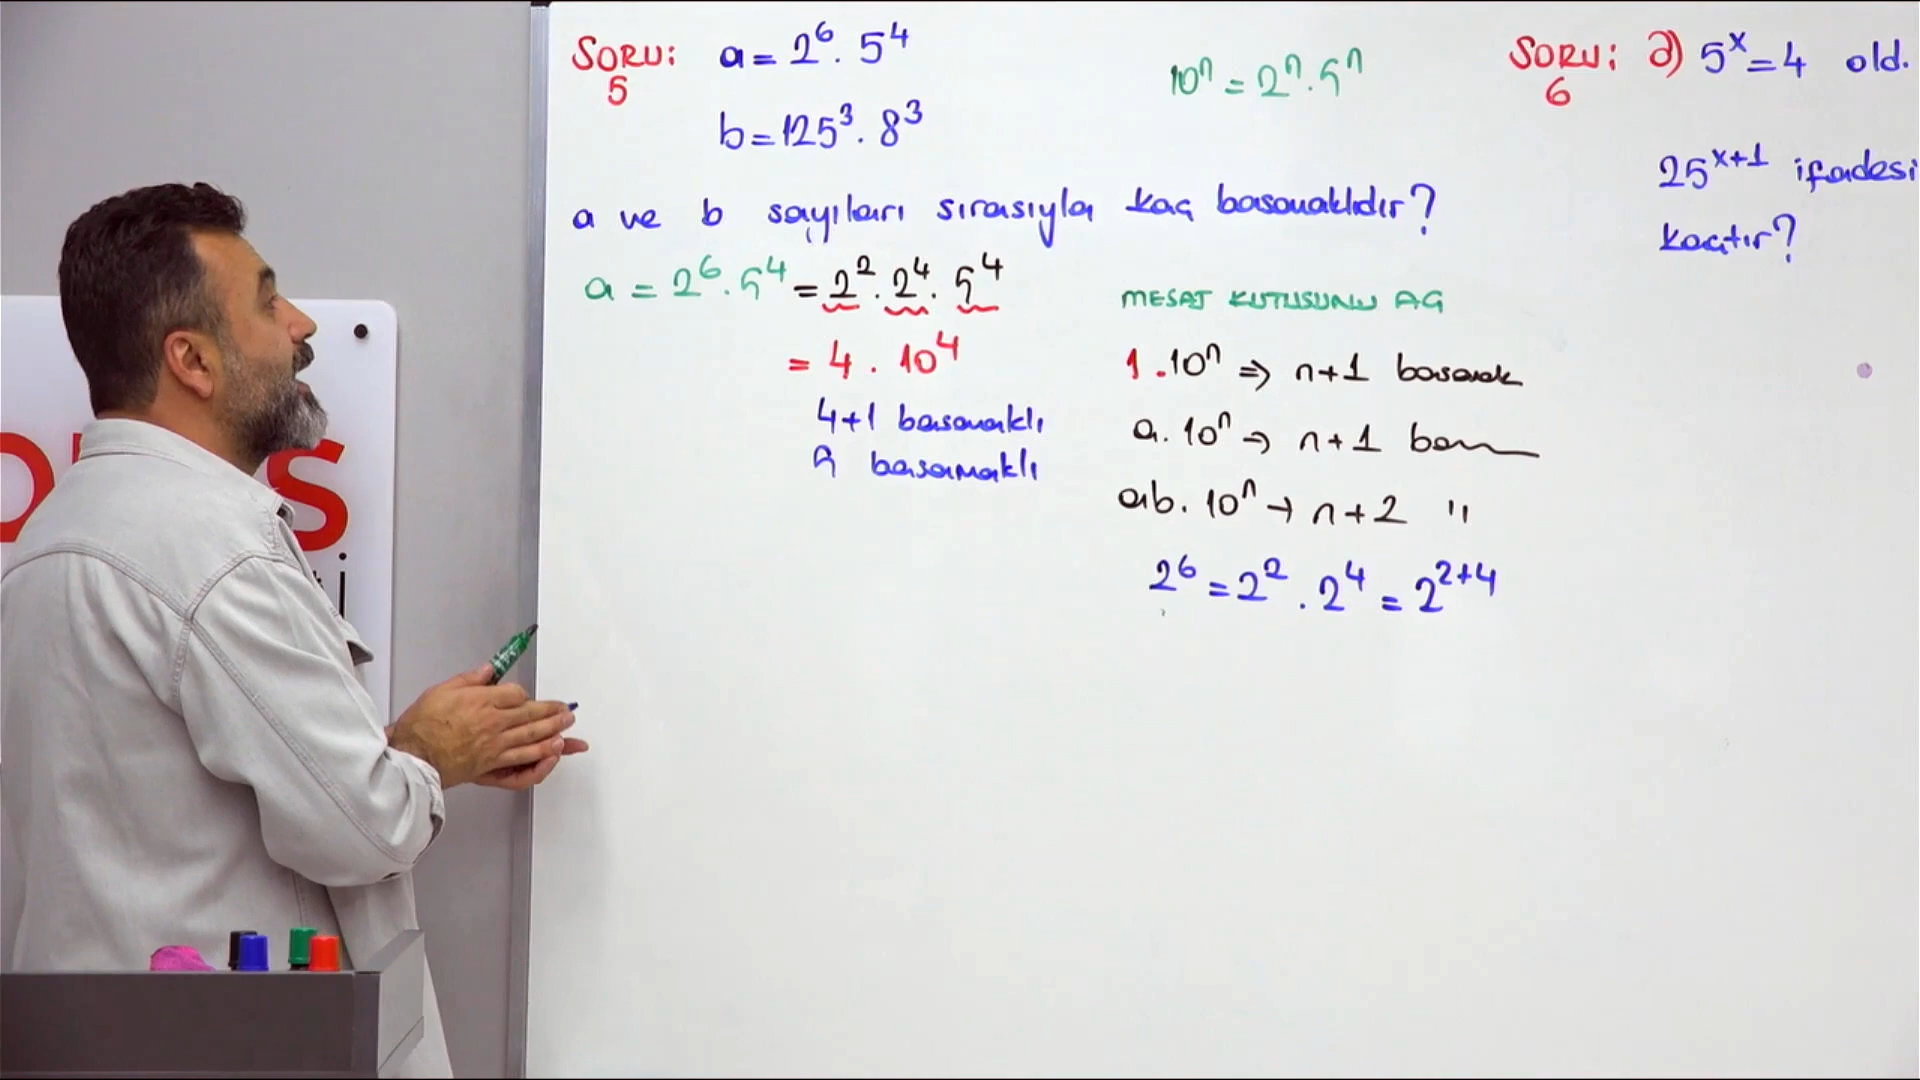 SORU: a = 2⁶ . 5⁴
5
b = 125³ . 8³
10ⁿ = 2ⁿ . 5ⁿ
a ve b sayıları sırasıyla kaç basamaklıdır?
a = 2⁶ . 5⁴ = 2² . 2⁴ . 5⁴
= 4 . 10⁴
4+1 basamaklı
5 basamaklı
MESAJ KUTUSUNU AÇ
1 . 10ⁿ ⇒ n+1 basamak
a . 10ⁿ → n+1 bam
ab . 10ⁿ → n+2 "
2⁶ = 2² . 2⁴ = 2²⁺⁴
SORU: a) 5ˣ = 4 old.
6
25ˣ⁺¹ ifadesi
kaçtır?